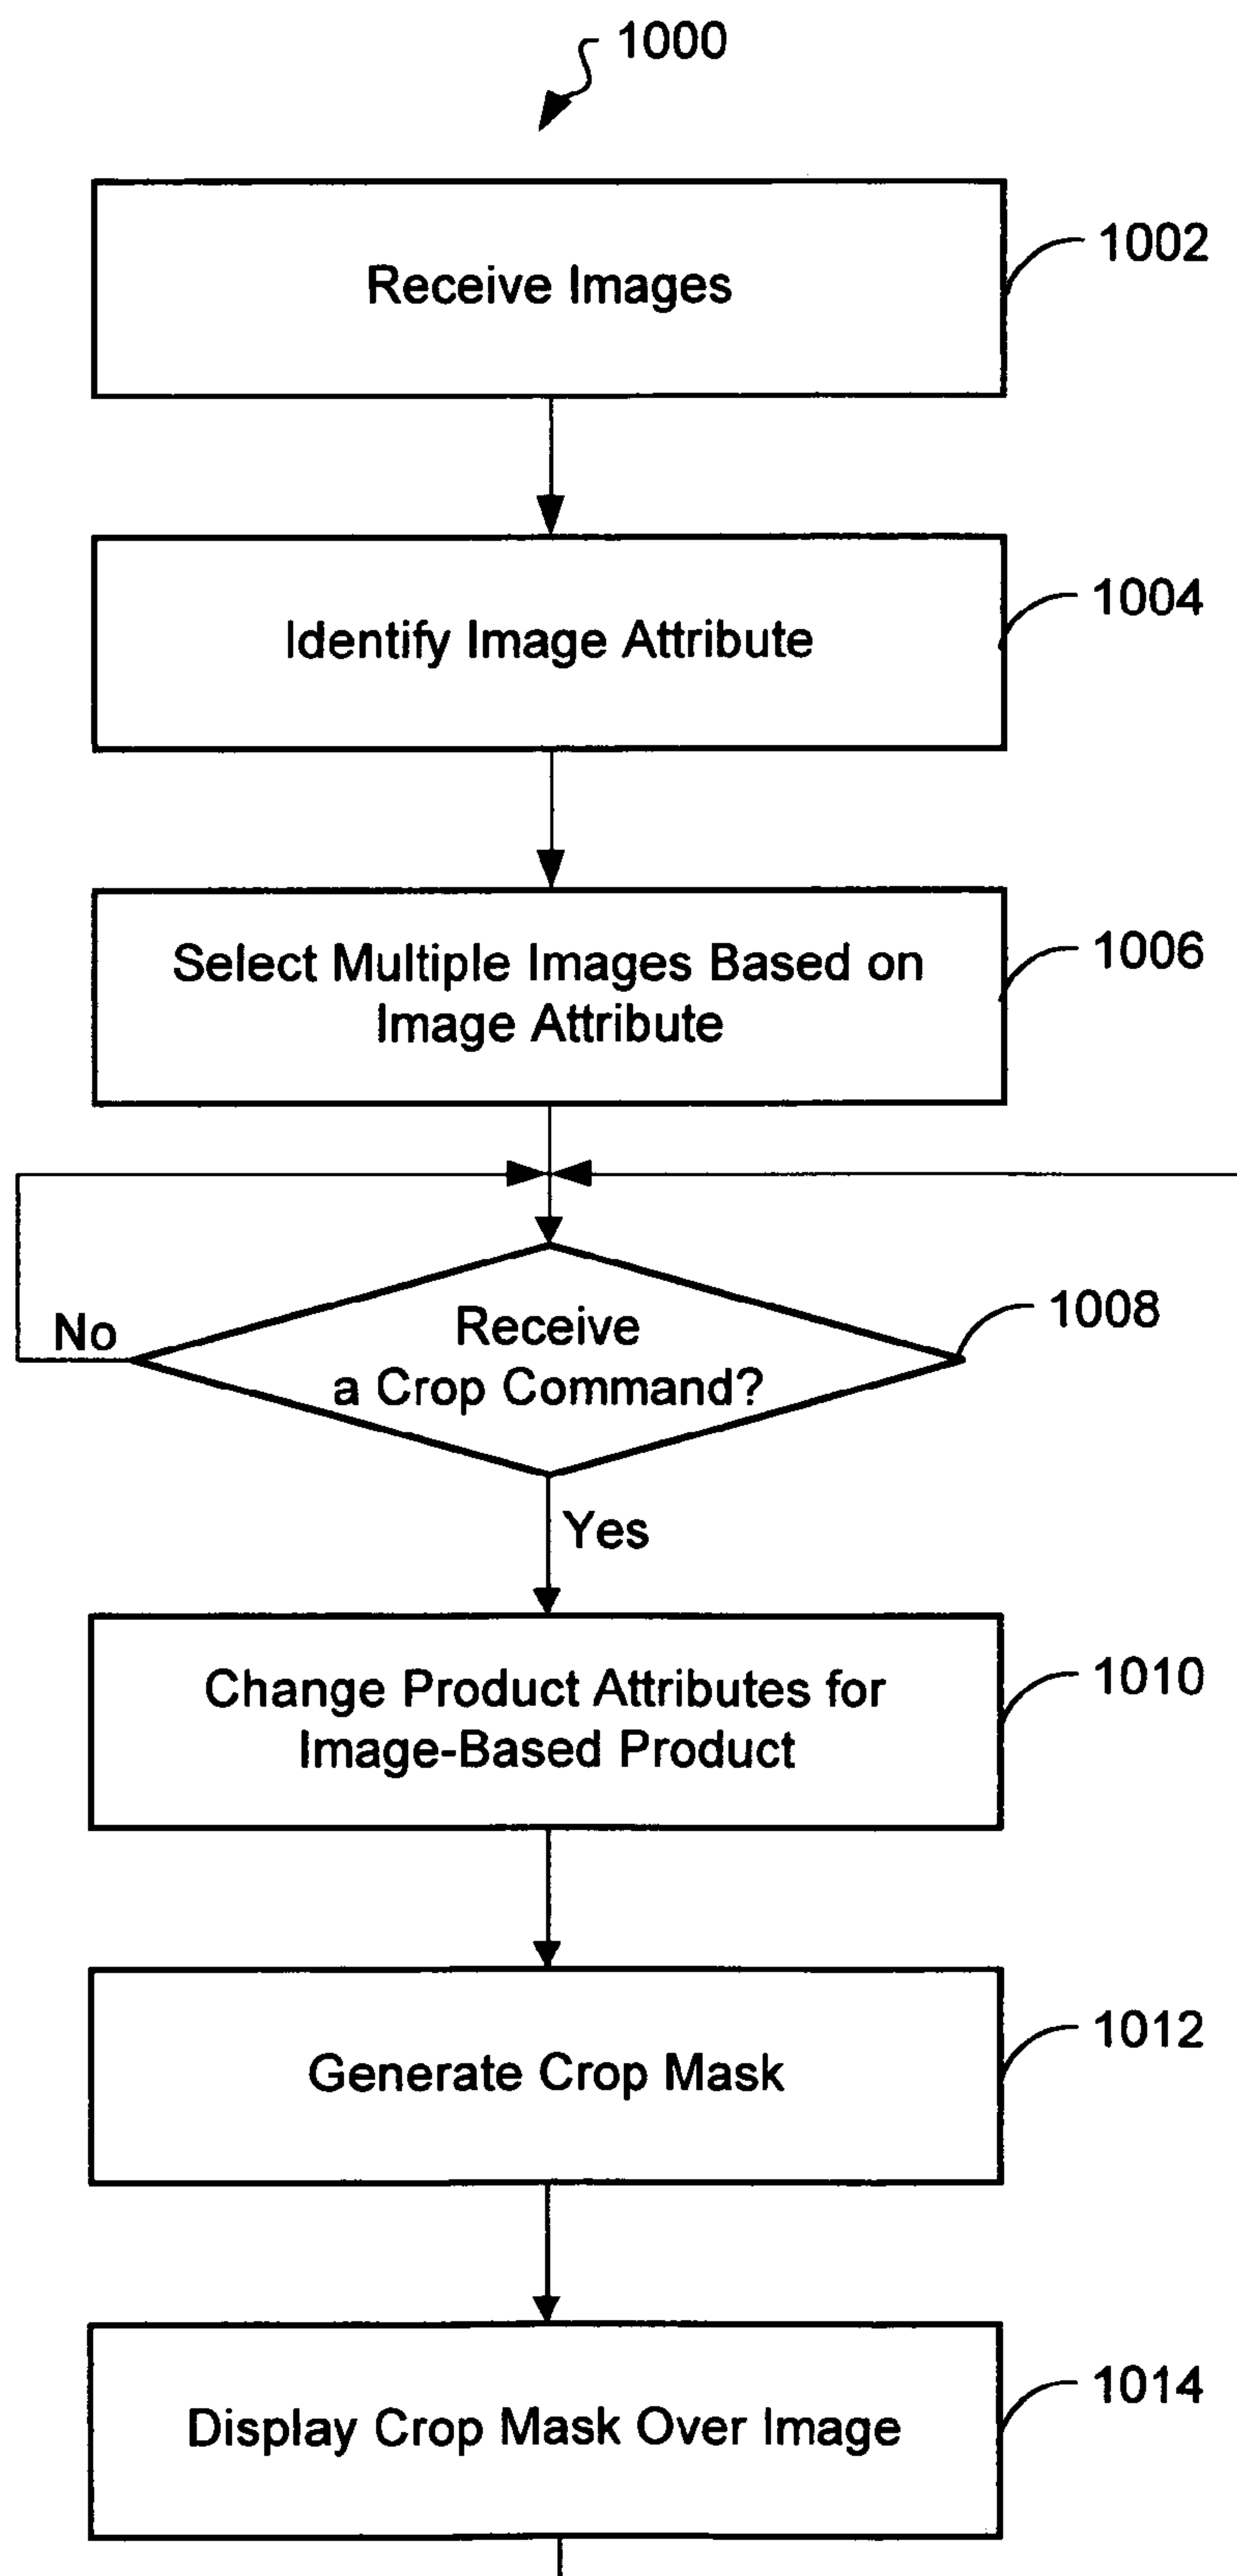 1000
Receive Images
1002
Identify Image Attribute
1004
Select Multiple Images Based on
Image Attribute
1006
Receive
a Crop Command?
1008
No
Yes
Change Product Attributes for
Image-Based Product
1010
Generate Crop Mask
1012
Display Crop Mask Over Image
1014